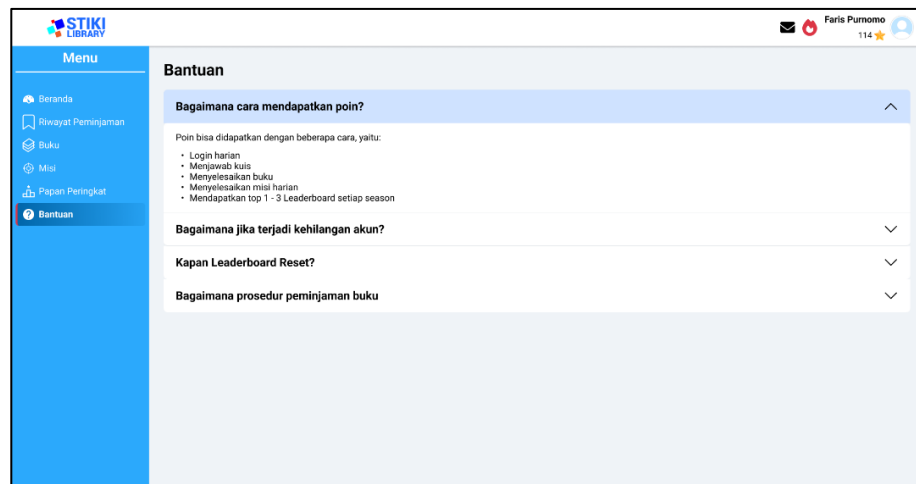 STIKI
LIBRARY
Faris Purnomo
114
Menu
Beranda
Riwayat Peminjaman
Buku
Misi
Papan Peringkat
Bantuan
Bantuan
Bagaimana cara mendapatkan poin?
Poin bisa didapatkan dengan beberapa cara, yaitu:
• Login harian
• Menjawab kuis
• Menyelesaikan buku
• Menyelesaikan misi harian
• Mendapatkan top 1 - 3 Leaderboard setiap season
Bagaimana jika terjadi kehilangan akun?
Kapan Leaderboard Reset?
Bagaimana prosedur peminjaman buku